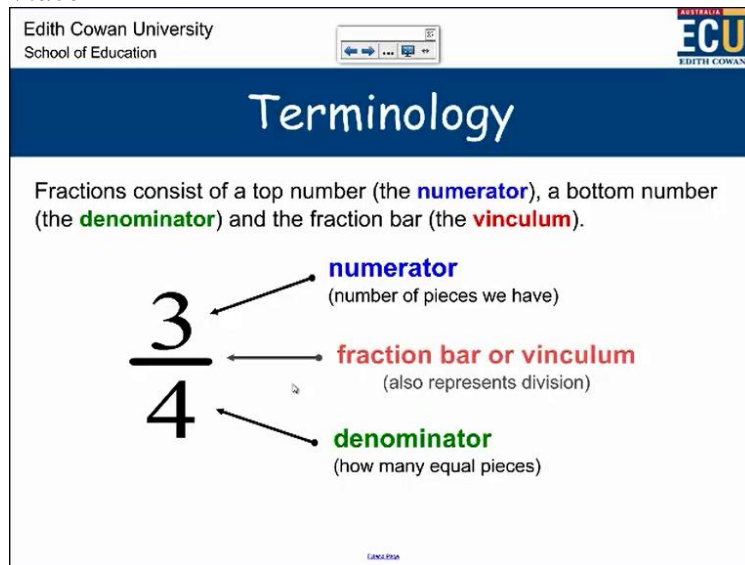 Edith Cowan University
School of Education
AUSTRALIA
ECU
EDITH COWAN
Terminology
Fractions consist of a top number (the numerator), a bottom number
(the denominator) and the fraction bar (the vinculum).
numerator
(number of pieces we have)
3
fraction bar or vinculum
(also represents division)
4
denominator
(how many equal pieces)